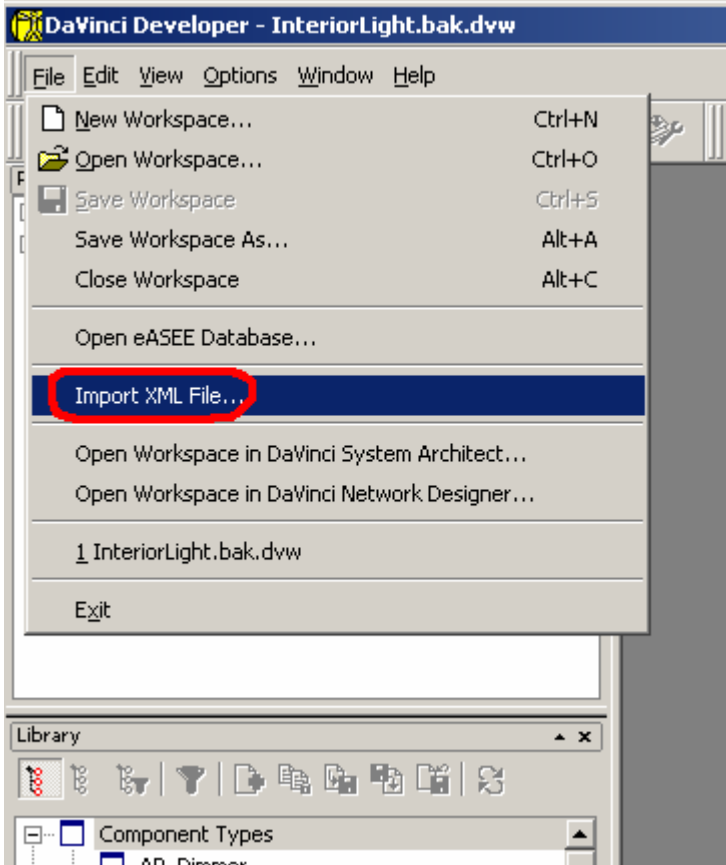 DaVinci Developer - InteriorLight.bak.dvw
File Edit View Options Window Help
New Workspace... Ctrl+N
Open Workspace... Ctrl+O
Save Workspace Ctrl+S
Save Workspace As... Alt+A
Close Workspace Alt+C
Open eASEE Database...
Import XML File...
Open Workspace in DaVinci System Architect...
Open Workspace in DaVinci Network Designer...
1 InteriorLight.bak.dvw
Exit
Library
Component Types